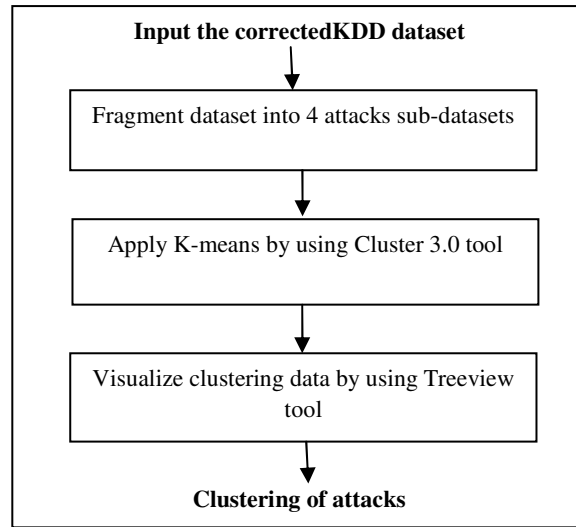 Input the correctedKDD dataset
Fragment dataset into 4 attacks sub-datasets
Apply K-means by using Cluster 3.0 tool
Visualize clustering data by using Treeview
tool
Clustering of attacks